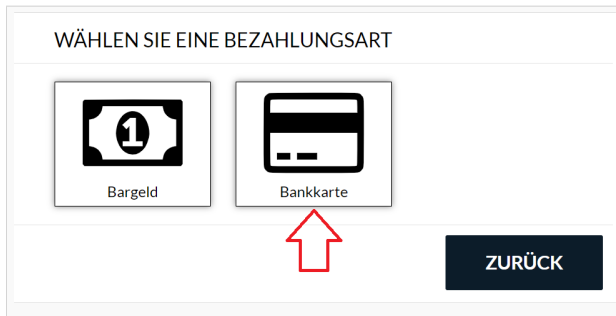 WÄHLEN SIE EINE BEZAHLUNGSART
1
Bargeld
Bankkarte
ZURÜCK